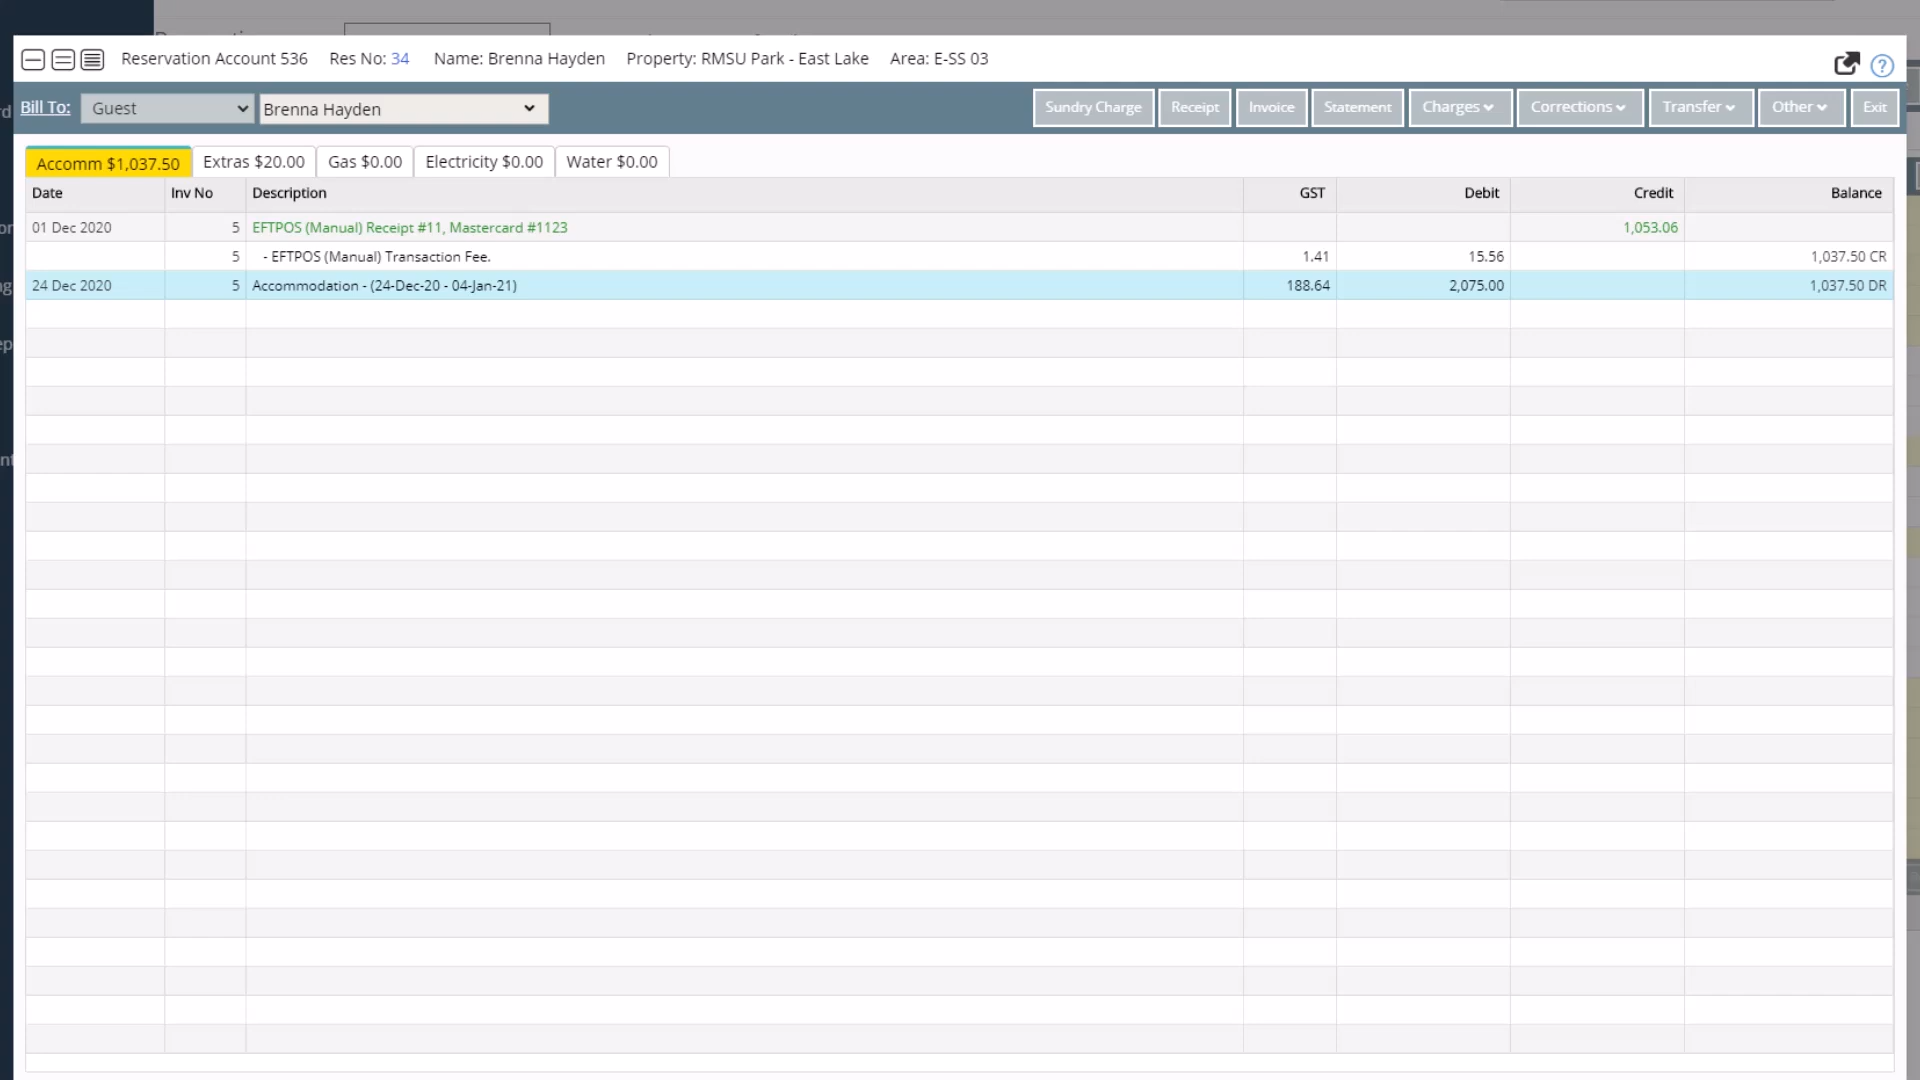 Reservation Account 536 Res No: 34 Name: Brenna Hayden Property: RMSU Park - East Lake Area: E-SS 03
Bill To: Guest Brenna Hayden Sundry Charge Receipt Invoice Statement Charges Corrections Transfer Other Exit
Accomm $1,037.50 Extras $20.00 Gas $0.00 Electricity $0.00 Water $0.00
Date Inv No Description GST Debit Credit Balance
01 Dec 2020 5 EFTPOS (Manual) Receipt #11, Mastercard #1123 1,053.06
5 - EFTPOS (Manual) Transaction Fee. 1.41 15.56 1,037.50 CR
24 Dec 2020 5 Accommodation - (24-Dec-20 - 04-Jan-21) 188.64 2,075.00 1,037.50 DR